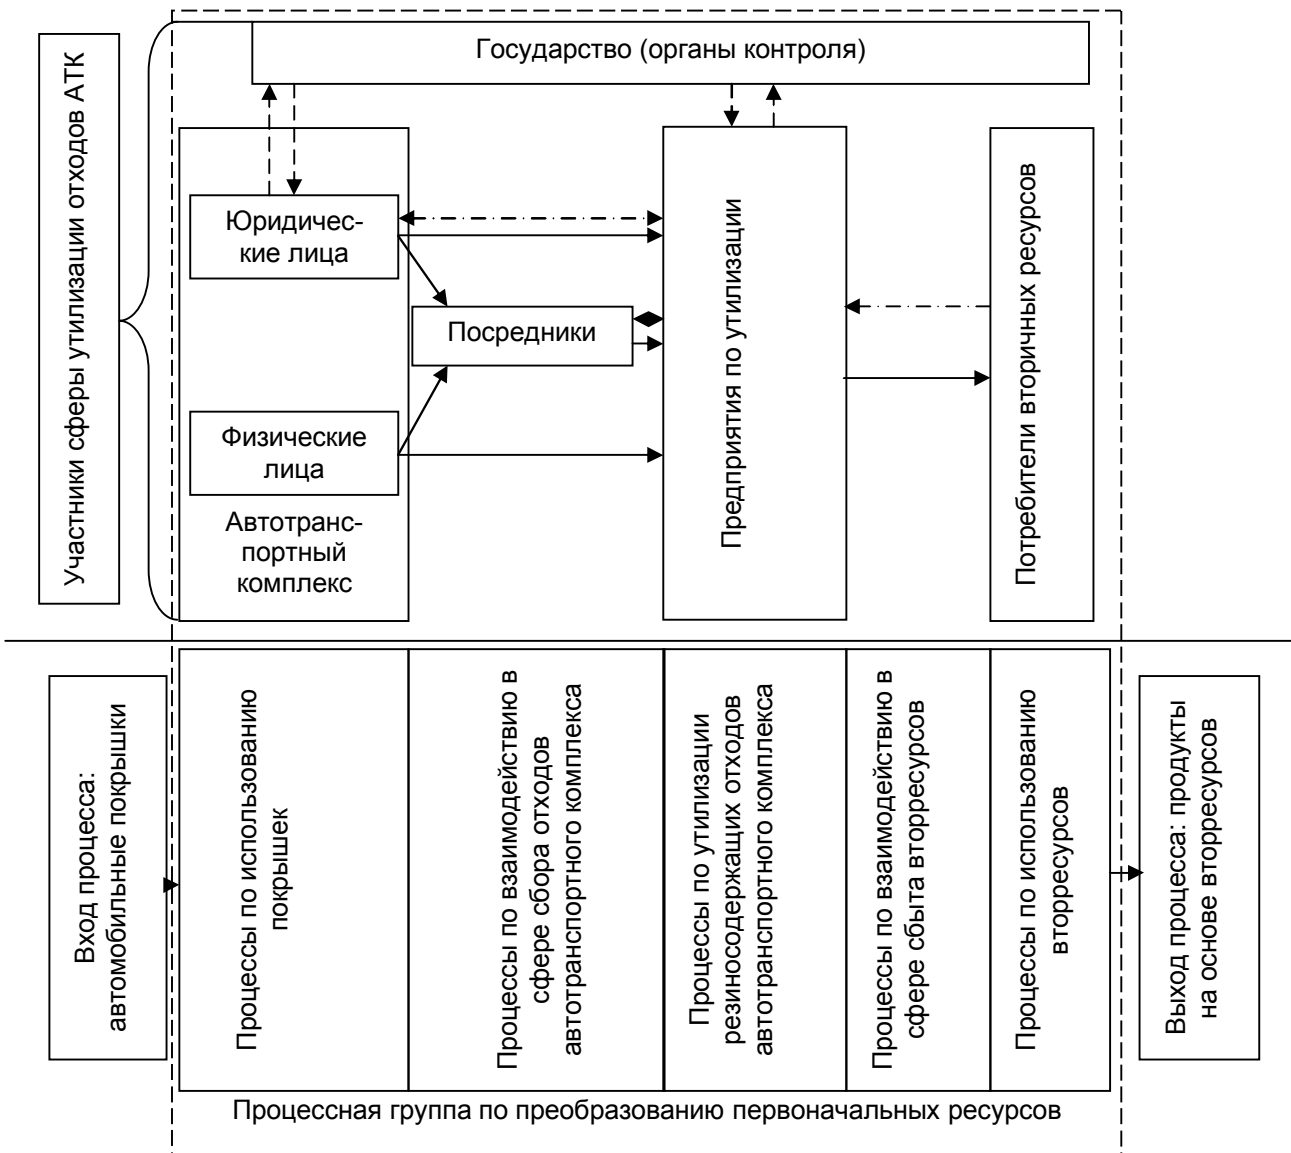 Государство (органы контроля)
Участники сферы утилизации отходов АТК
Юридичес-
кие лица
Посредники
Физические
лица
Автотранс-
портный
комплекс
Предприятия по утилизации
Потребители вторичных ресурсов
Вход процесса:
автомобильные покрышки
Процессы по использованию
покрышек
Процессы по взаимодействию в
сфере сбора отходов
автотранспортного комплекса
Процессы по утилизации
резиносодержащих отходов
автотранспортного комплекса
Процессы по взаимодействию в
сфере сбыта вторресурсов
Процессы по использованию
вторресурсов
Выход процесса: продукты
на основе вторресурсов
Процессная группа по преобразованию первоначальных ресурсов